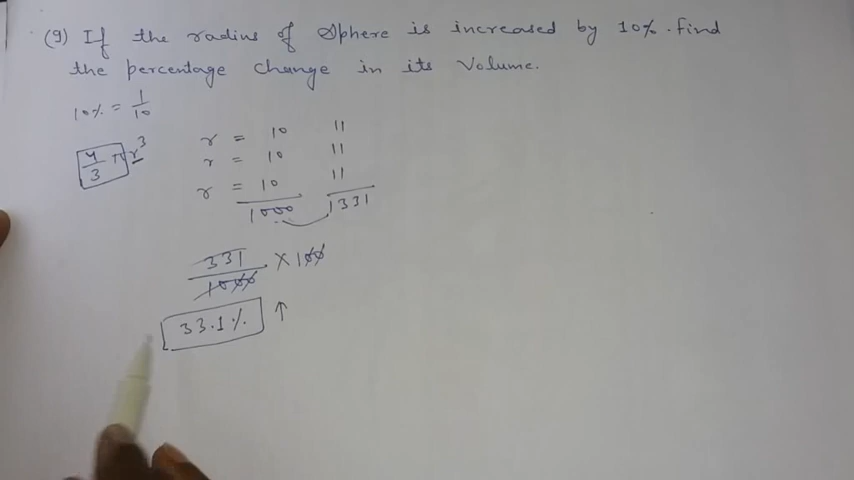 (9) If the radius of Sphere is increased by 10%. find
the percentage change in its Volume.
10% = 1/10
4/3 πr³
r = 10 11
r = 10 11
r = 10 11
1000 1331
331/1000 × 100
33.1% ↑